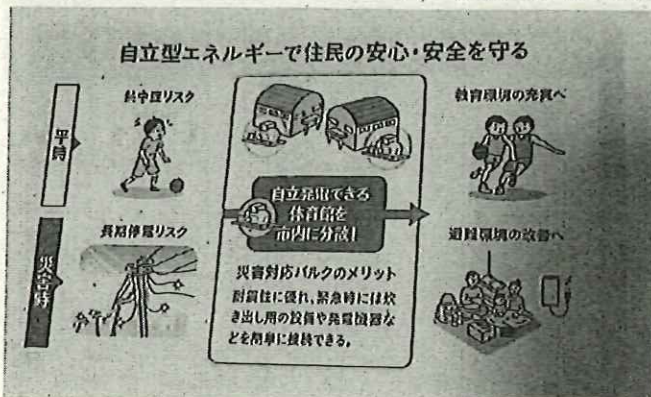 自立型エネルギーで住民の安心・安全を守る
平時
熱中症リスク
教育環境の充実へ
自立発電できる
体育館を
市内に分散!
災害時
長期停電リスク
避難環境の改善へ
災害対応バルクのメリット
耐震性に優れ、緊急時には炊
き出し用の設備や発電機器な
どを簡単に接続できる。